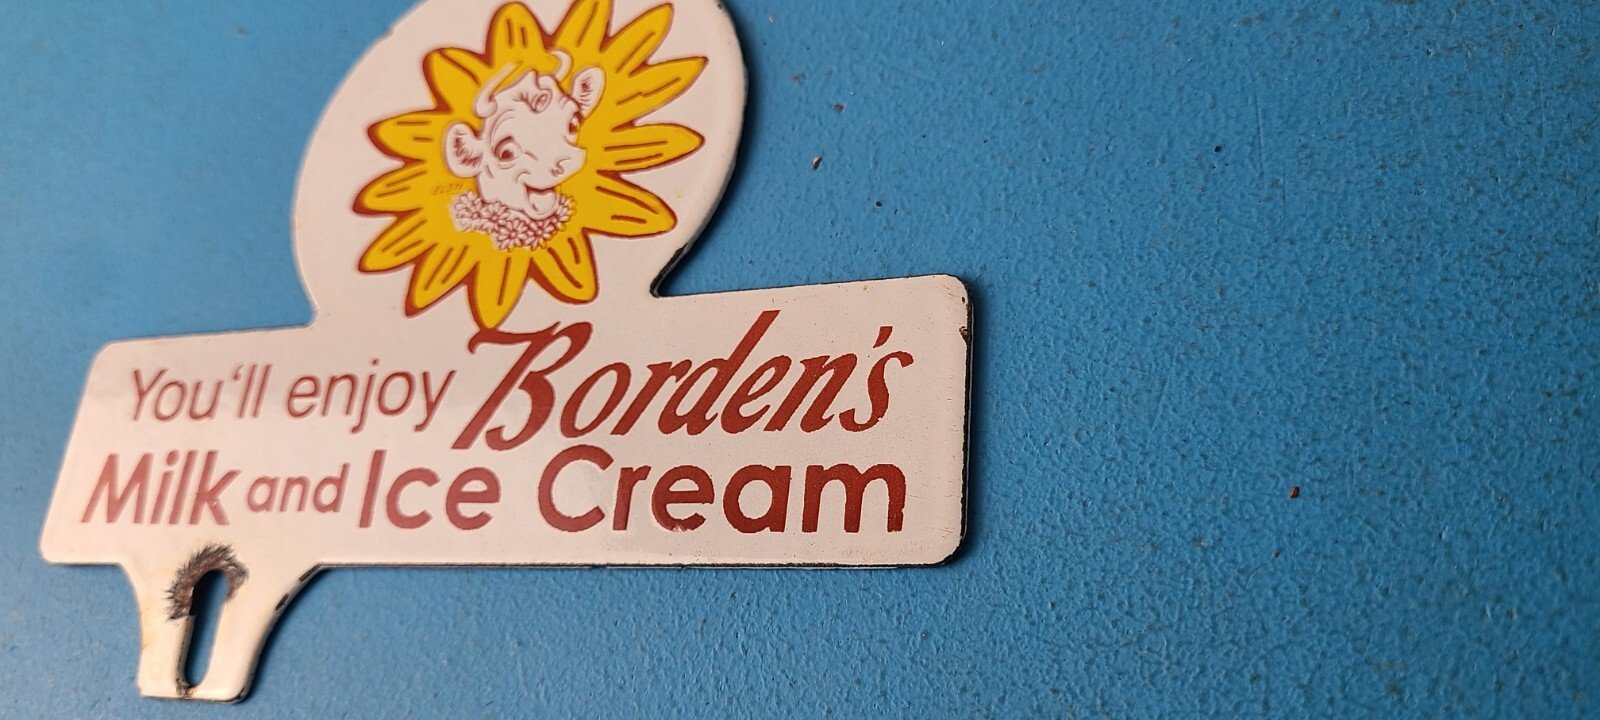 You'll enjoy Borden's
Milk and Ice Cream